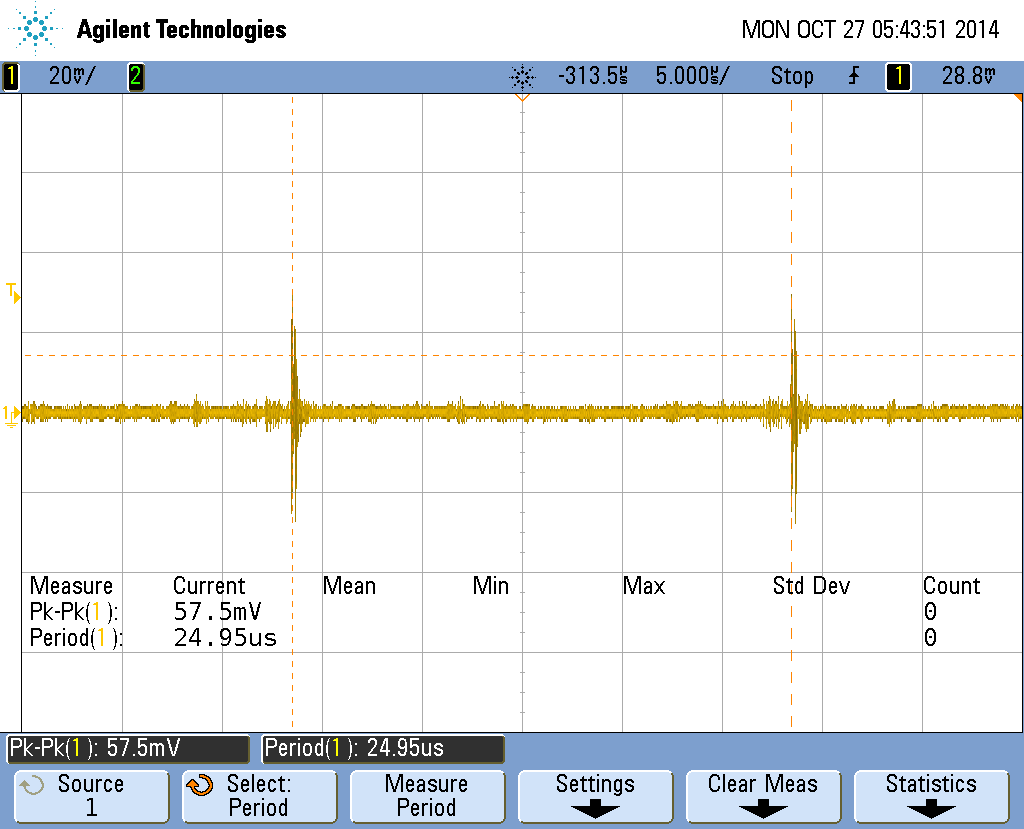 Agilent Technologies MON OCT 27 05:43:51 2014
1 20mV/ 2 -313.5µs 5.000µs/ Stop 1 28.8mV
T
1
Measure Current Mean Min Max Std Dev Count
Pk-Pk(1): 57.5mV 0
Period(1): 24.95us 0
Pk-Pk(1): 57.5mV Period(1): 24.95us
Source Select: Measure Settings Clear Meas Statistics
1 Period Period